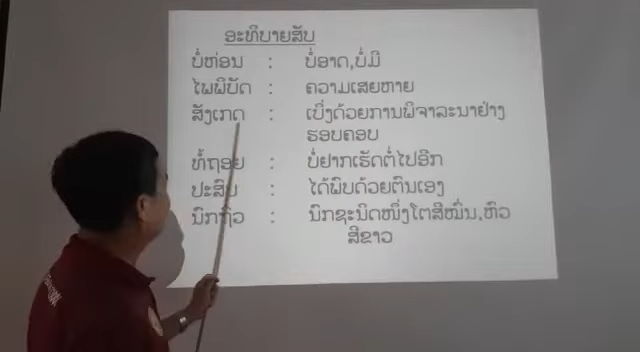 ອະທິບາຍສັບ
ບໍ່ຫ່ອນ : ບໍ່ອາດ,ບໍ່ມີ
ໄພພິບັດ : ຄວາມເສຍຫາຍ
ສັງເກດ : ເບິ່ງດ້ວຍການພິຈາລະນາຢ່າງ
ຮອບຄອບ
ທໍ້ຖອຍ : ບໍ່ຢາກເຮັດຕໍ່ໄປອີກ
ປະສົບ : ໄດ້ພົບດ້ວຍຕົນເອງ
ນົກຖົ່ວ : ນົກຊະນິດໜຶ່ງໂຕສີໝົ່ນ,ຫົວ
ສີຂາວ